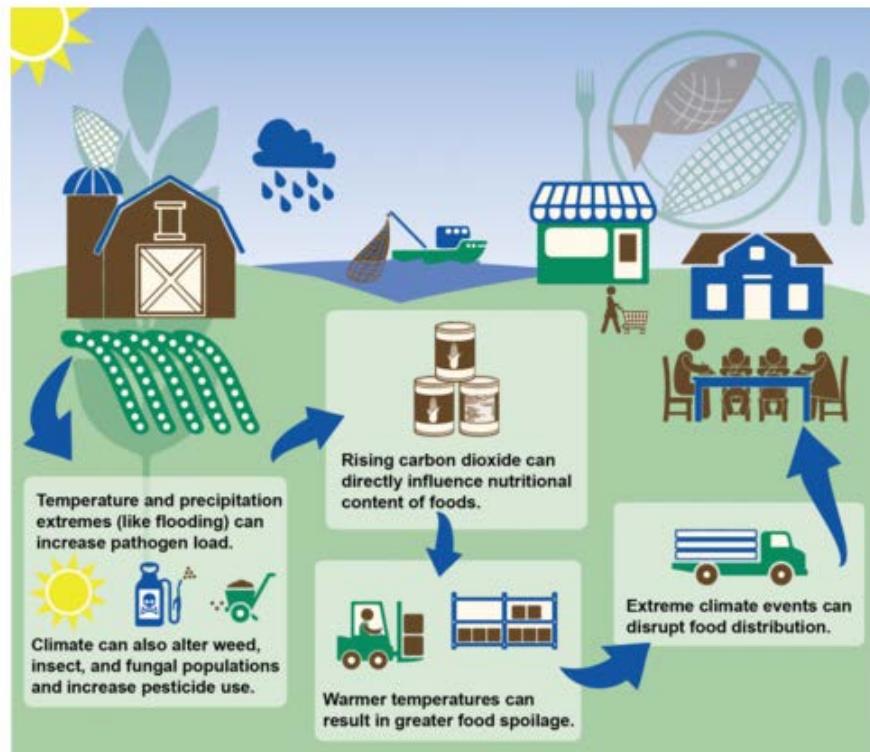 Temperature and precipitation
extremes (like flooding) can
increase pathogen load.
Climate can also alter weed,
insect, and fungal populations
and increase pesticide use.
Rising carbon dioxide can
directly influence nutritional
content of foods.
Warmer temperatures can
result in greater food spoilage.
Extreme climate events can
disrupt food distribution.